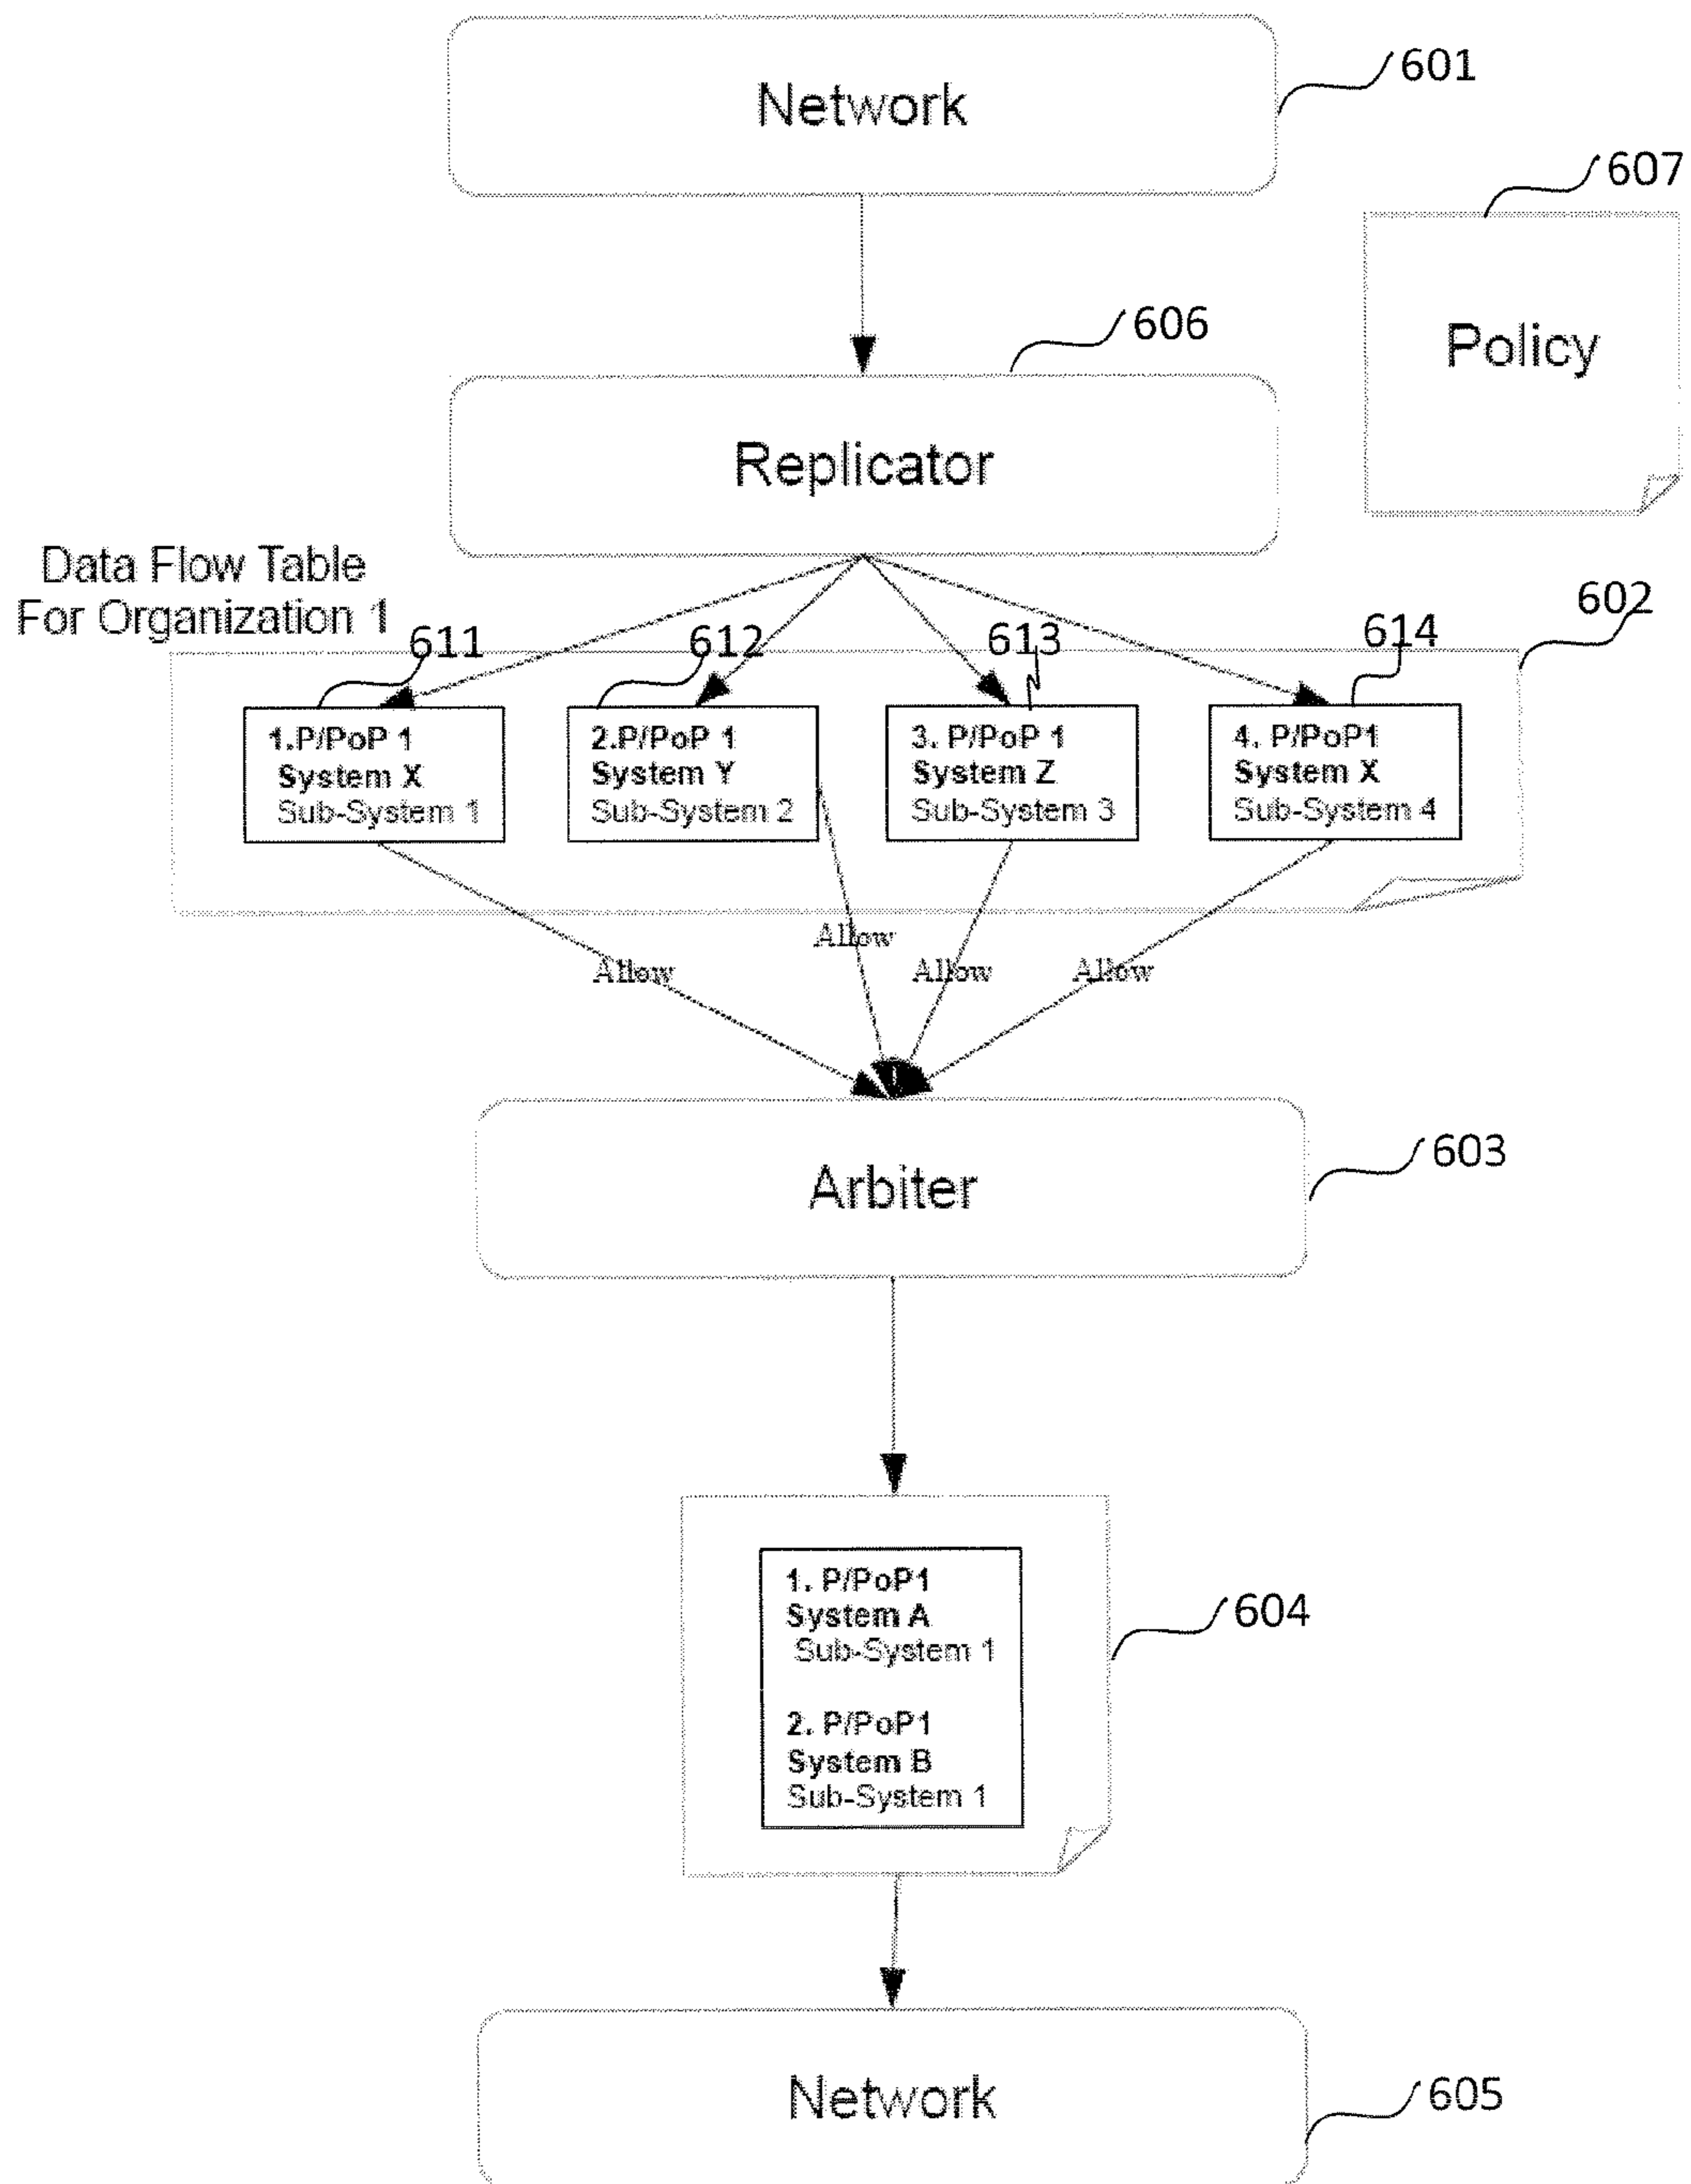 Network
601
607
Policy
606
Replicator
Data Flow Table
For Organization 1
602
611
612
613
614
1.P/PoP 1
System X
Sub-System 1
2.P/PoP 1
System Y
Sub-System 2
3. P/PoP 1
System Z
Sub-System 3
4. P/PoP1
System X
Sub-System 4
Allow
Allow
Allow
Allow
Arbiter
603
1. P/PoP1
System A
Sub-System 1
2. P/PoP1
System B
Sub-System 1
604
Network
605